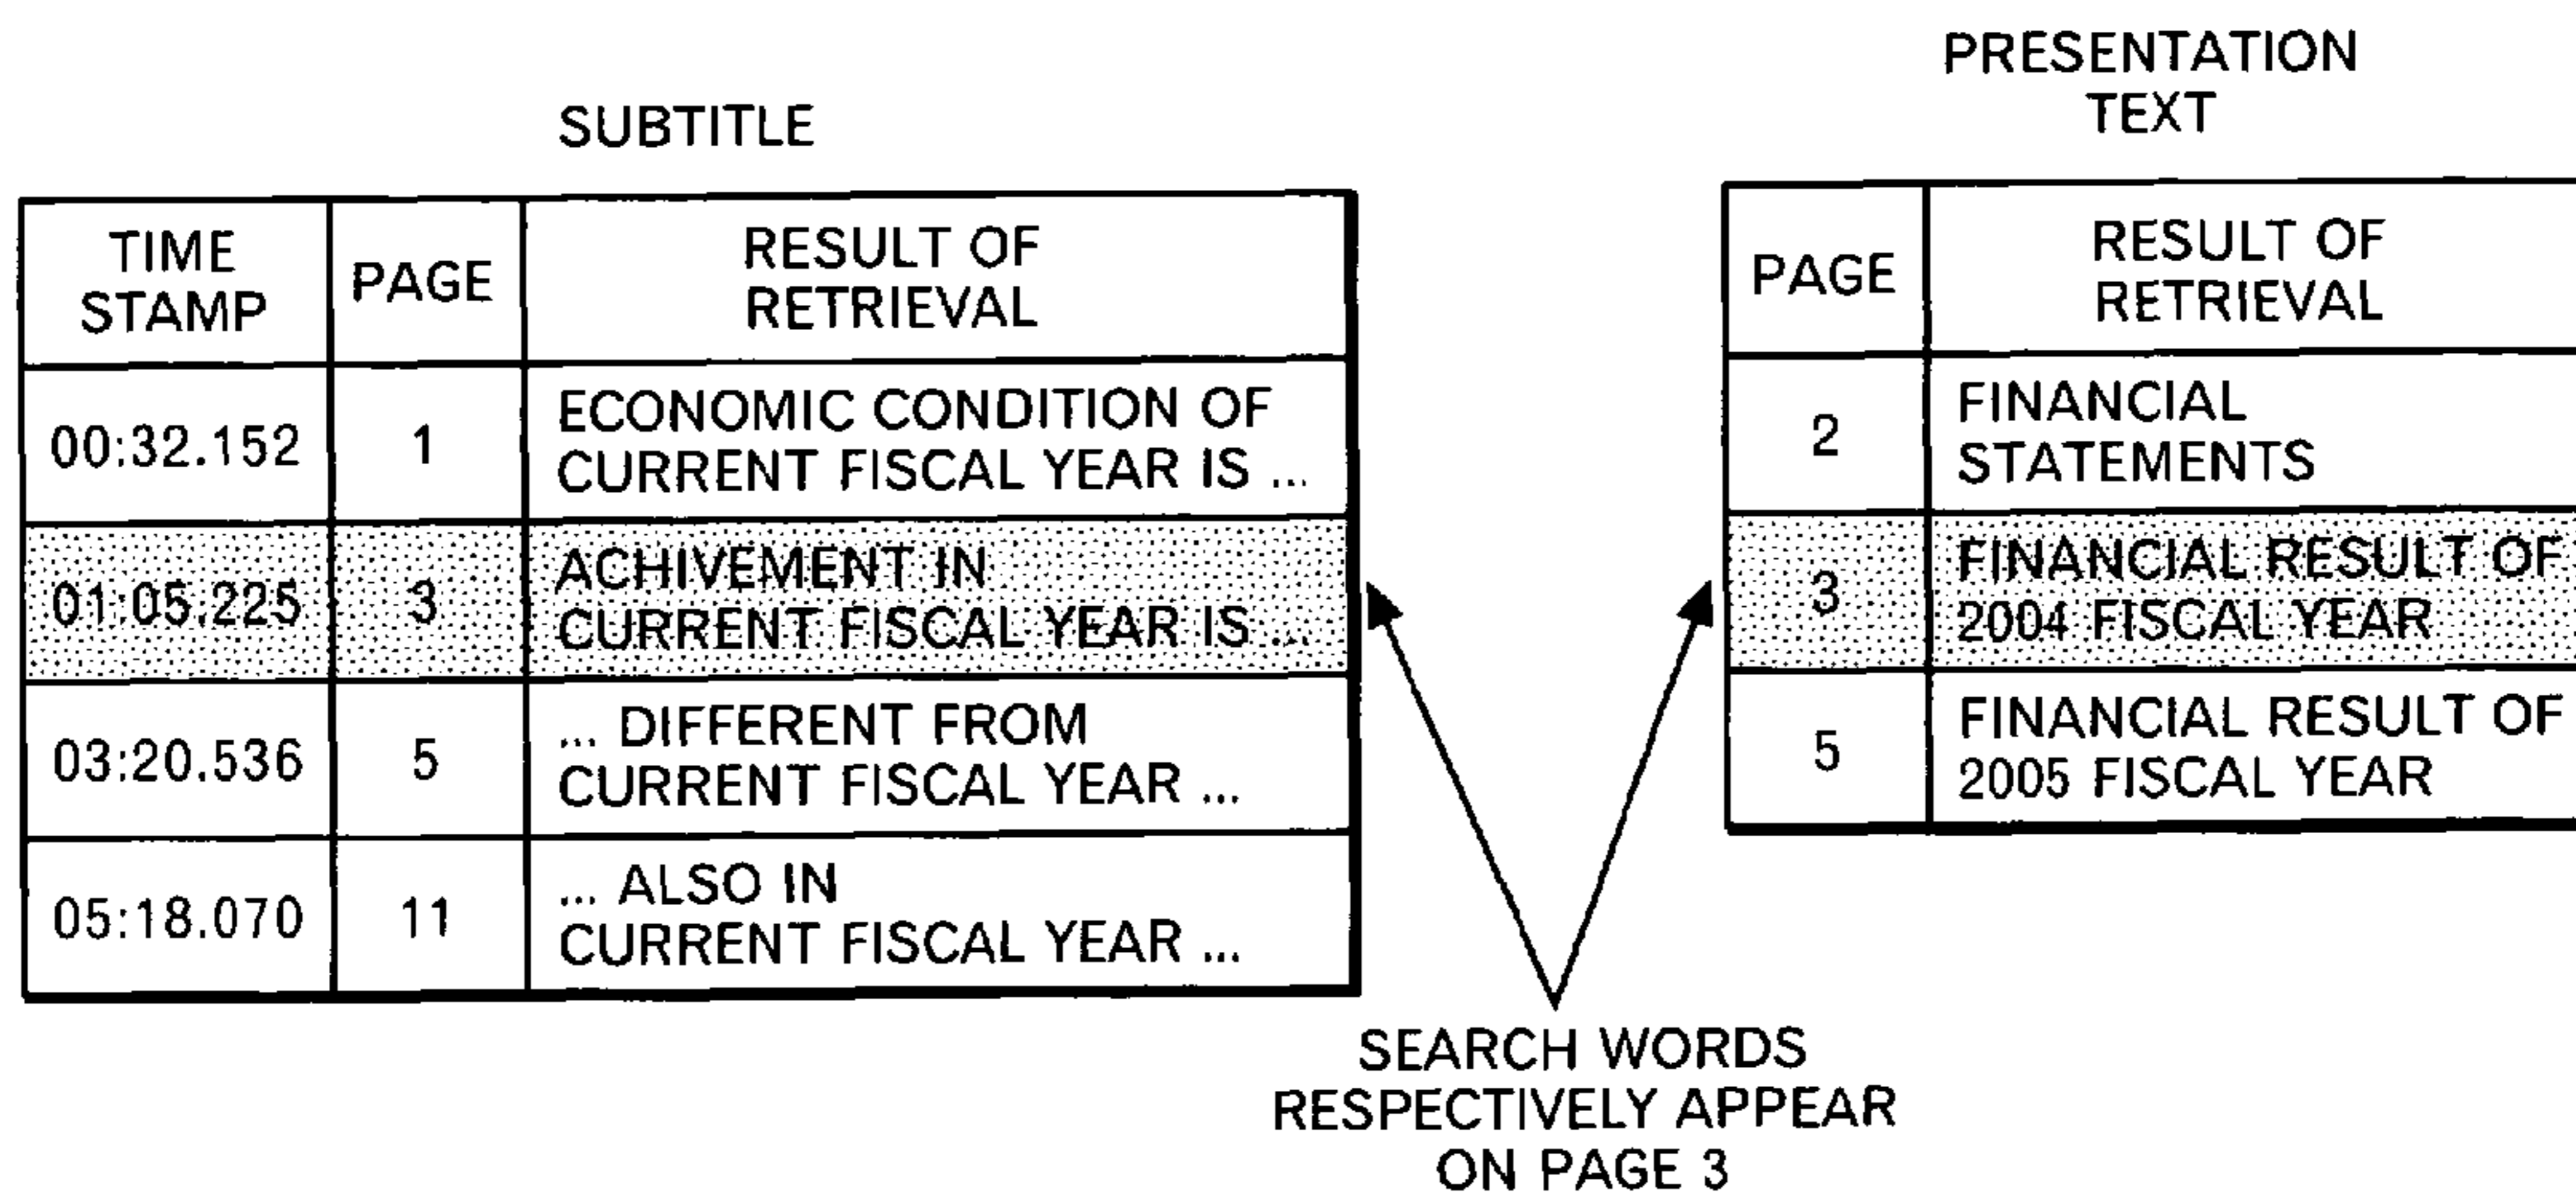 SUBTITLE
TIME
STAMP
PAGE
RESULT OF
RETRIEVAL
00:32.152
1
ECONOMIC CONDITION OF
CURRENT FISCAL YEAR IS ...
01:05.225
3
ACHIVEMENT IN
CURRENT FISCAL YEAR IS ...
03:20.536
5
... DIFFERENT FROM
CURRENT FISCAL YEAR ...
05:18.070
11
... ALSO IN
CURRENT FISCAL YEAR ...
PRESENTATION
TEXT
PAGE
RESULT OF
RETRIEVAL
2
FINANCIAL
STATEMENTS
3
FINANCIAL RESULT OF
2004 FISCAL YEAR
5
FINANCIAL RESULT OF
2005 FISCAL YEAR
SEARCH WORDS
RESPECTIVELY APPEAR
ON PAGE 3